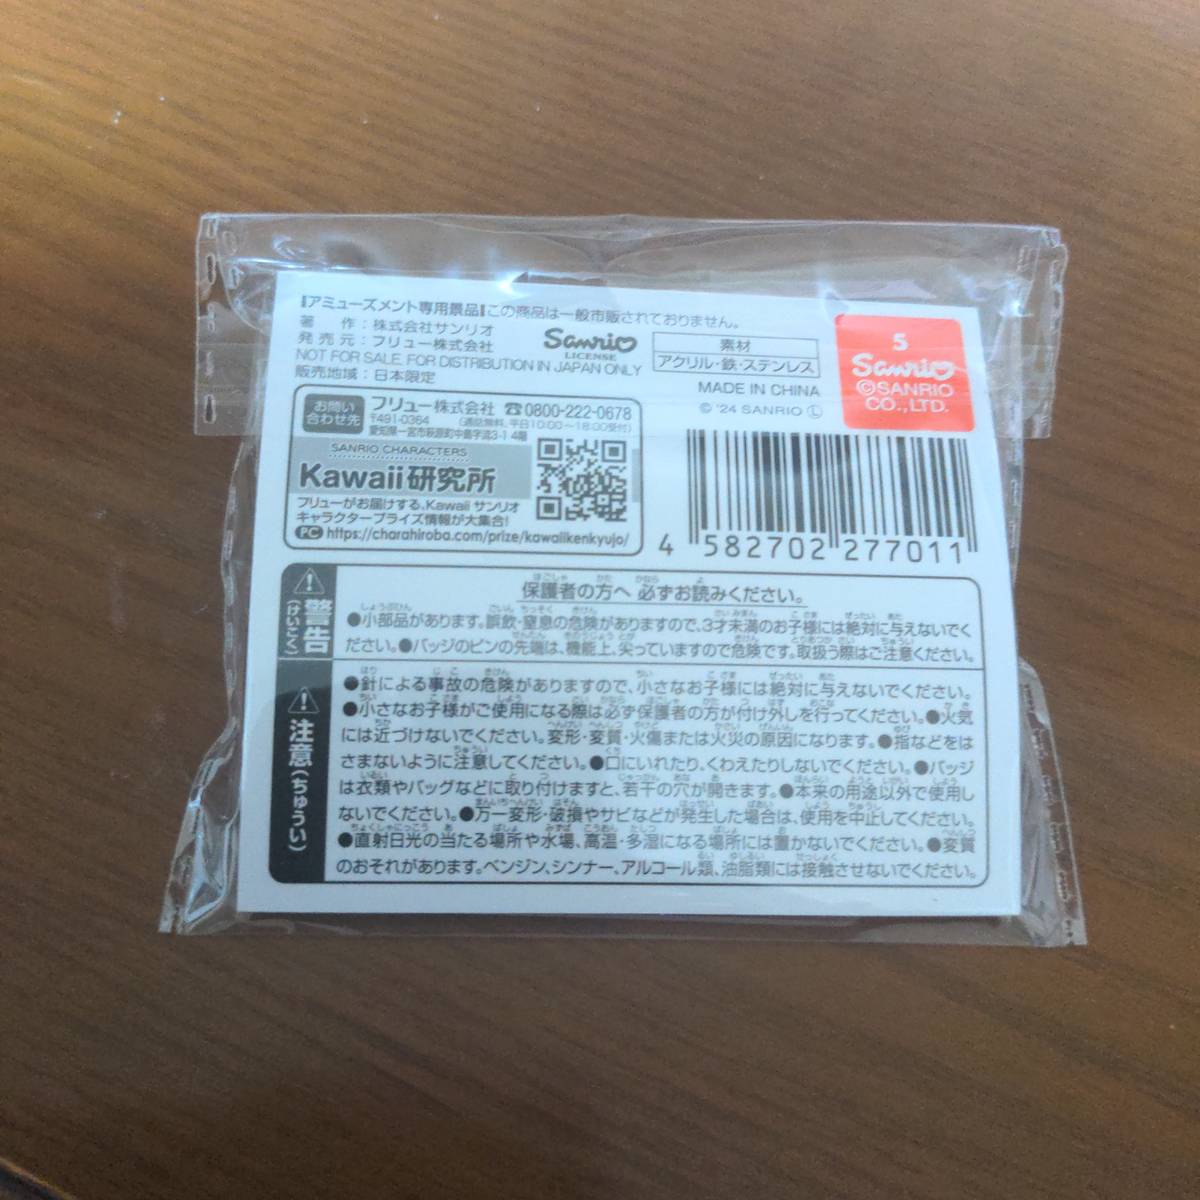 【アミューズメント専用景品】この商品は一般市販されておりません。
著　作：株式会社サンリオ
発売元：フリュー株式会社
NOT FOR SALE. FOR DISTRIBUTION IN JAPAN ONLY
販売地域：日本限定
Sanrio
LICENSE
素材
アクリル・鉄・ステンレス
MADE IN CHINA
© '24 SANRIO Ⓛ
5
Sanrio
©SANRIO
CO.,LTD.
お問い合わせ先
フリュー株式会社 ☎0800-222-0678
〒491-0364 (通話無料、平日10:00～18:00受付)
愛知県一宮市萩原町中島字流3-1 4階
SANRIO CHARACTERS
Kawaii研究所
フリューがお届けする、Kawaii サンリオ
キャラクタープライズ情報が大集合!
PC https://charahiroba.com/prize/kawaiikenkyujo/
4 582702 277011
警告(けいこく)
保護者の方へ 必ずお読みください。
●小部品があります。誤飲・窒息の危険がありますので、3才未満のお子様には絶対に与えないでく
ださい。●バッジのピンの先端は、機能上、尖っていますので危険です。取扱う際はご注意ください。
注意(ちゅうい)
●針による事故の危険がありますので、小さなお子様には絶対に与えないでください。
●小さなお子様がご使用になる際は必ず保護者の方が付け外しを行ってください。●火気
には近づけないでください。変形・変質・火傷または火災の原因になります。●指などをは
さまないように注意してください。●口にいれたり、くわえたりしないでください。●バッジ
は衣類やバッグなどに取り付けますと、若干の穴が開きます。●本来の用途以外で使用し
ないでください。●万一変形・破損やサビなどが発生した場合は、使用を中止してください。
●直射日光の当たる場所や水場、高温・多湿になる場所には置かないでください。●変質
のおそれがあります。ベンジン、シンナー、アルコール類、油脂類には接触させないでください。